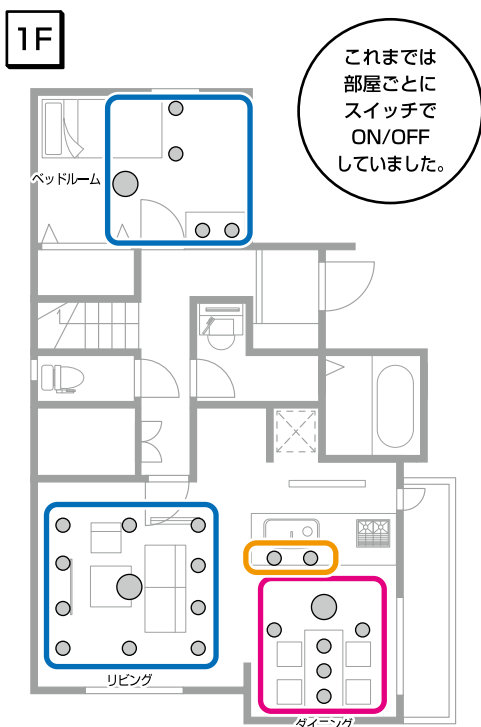 1F
これまでは
部屋ごとに
スイッチで
ON/OFF
していました。
ベッドルーム
リビング
ダイニング